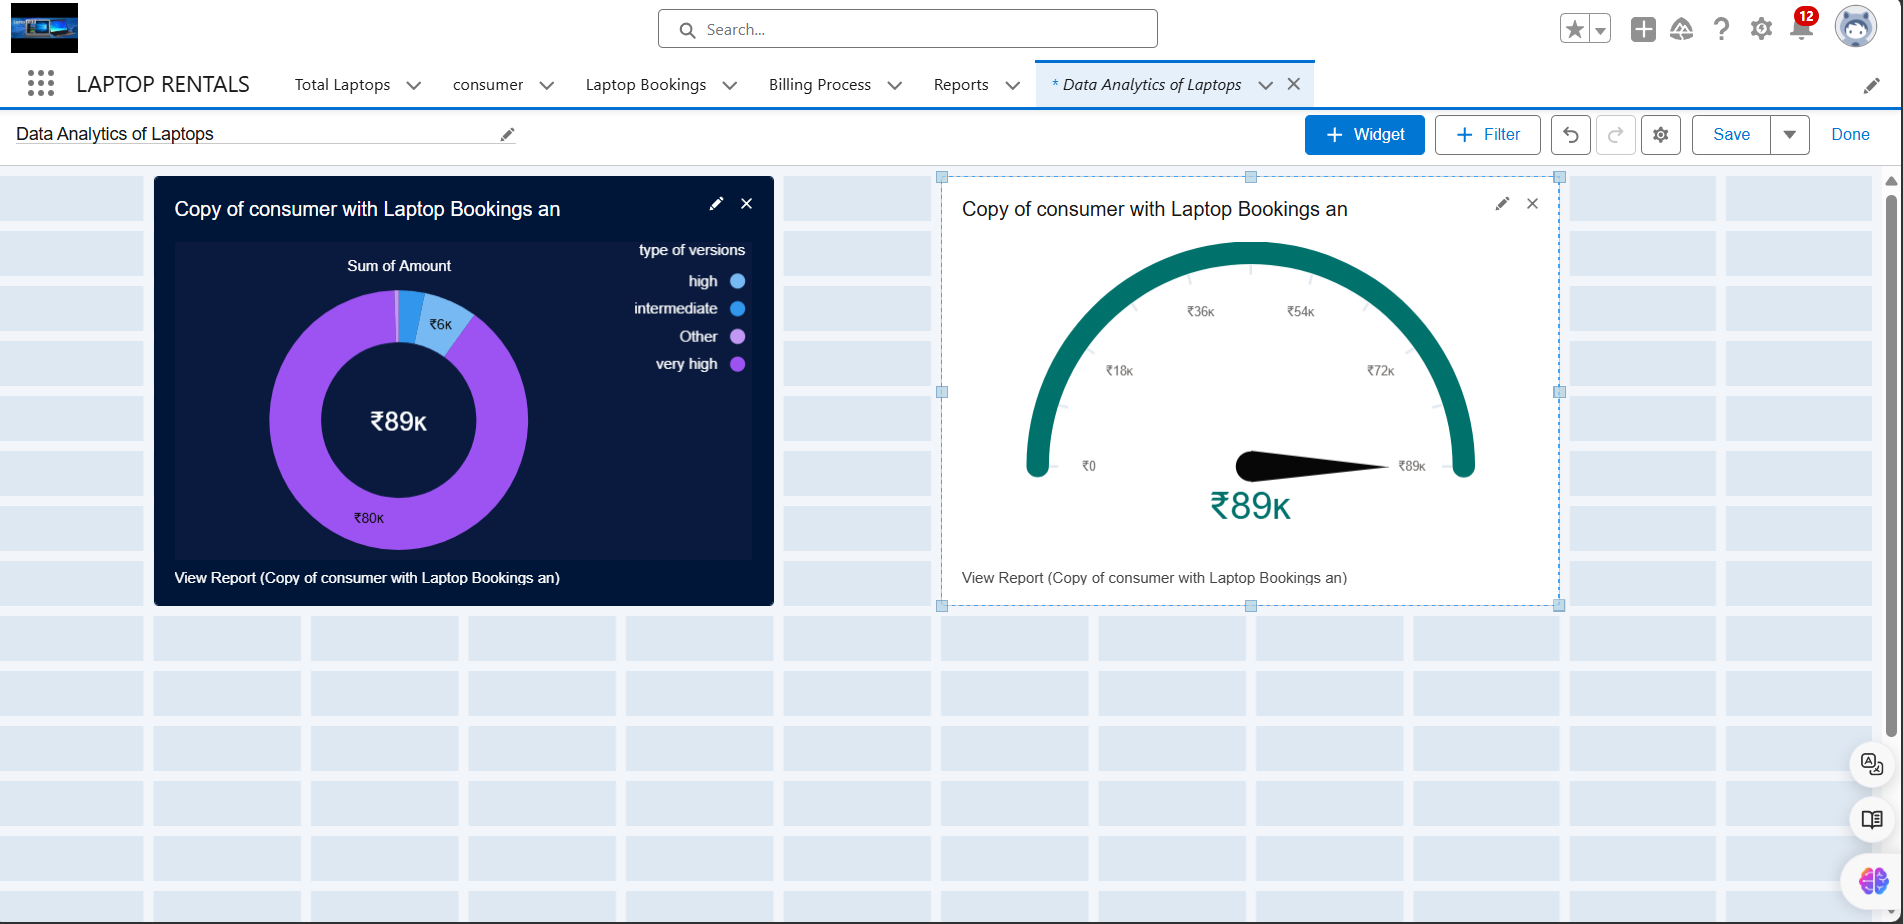 Search...
12
LAPTOP RENTALS
Total Laptops
consumer
Laptop Bookings
Billing Process
Reports
* Data Analytics of Laptops
Data Analytics of Laptops
Widget
Filter
Save
Done
Copy of consumer with Laptop Bookings an
Sum of Amount
type of versions
high
intermediate
Other
very high
₹6K
₹89K
₹80K
View Report (Copy of consumer with Laptop Bookings an)
Copy of consumer with Laptop Bookings an
₹0
₹18K
₹36K
₹54K
₹72K
₹89K
₹89K
View Report (Copy of consumer with Laptop Bookings an)